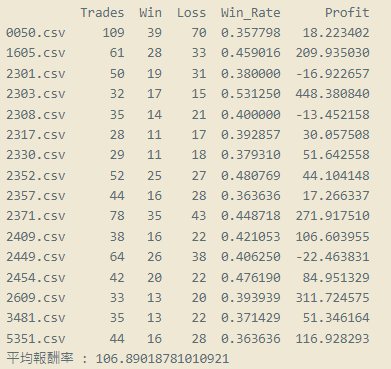 Trades Win Loss Win_Rate Profit
0050.csv 109 39 70 0.357798 18.223402
1605.csv 61 28 33 0.459016 209.935030
2301.csv 50 19 31 0.380000 -16.922657
2303.csv 32 17 15 0.531250 448.380840
2308.csv 35 14 21 0.400000 -13.452158
2317.csv 28 11 17 0.392857 30.057508
2330.csv 29 11 18 0.379310 51.642558
2352.csv 52 25 27 0.480769 44.104148
2357.csv 44 16 28 0.363636 17.266337
2371.csv 78 35 43 0.448718 271.917510
2409.csv 38 16 22 0.421053 106.603955
2449.csv 64 26 38 0.406250 -22.463831
2454.csv 42 20 22 0.476190 84.951329
2609.csv 33 13 20 0.393939 311.724575
3481.csv 35 13 22 0.371429 51.346164
5351.csv 44 16 28 0.363636 116.928293
平均報酬率 : 106.89018781010921